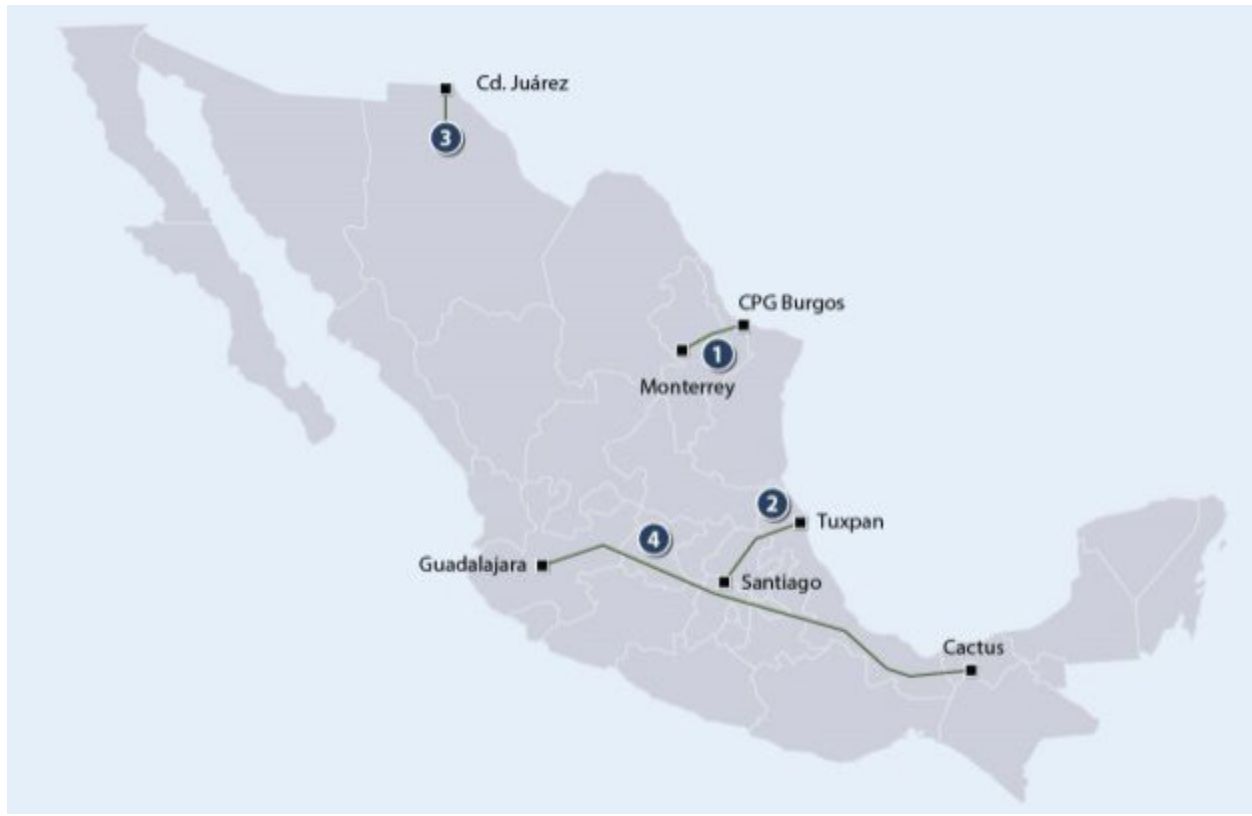 Cd. Juárez
3
CPG Burgos
1
Monterrey
2
Tuxpan
4
Guadalajara
Santiago
Cactus